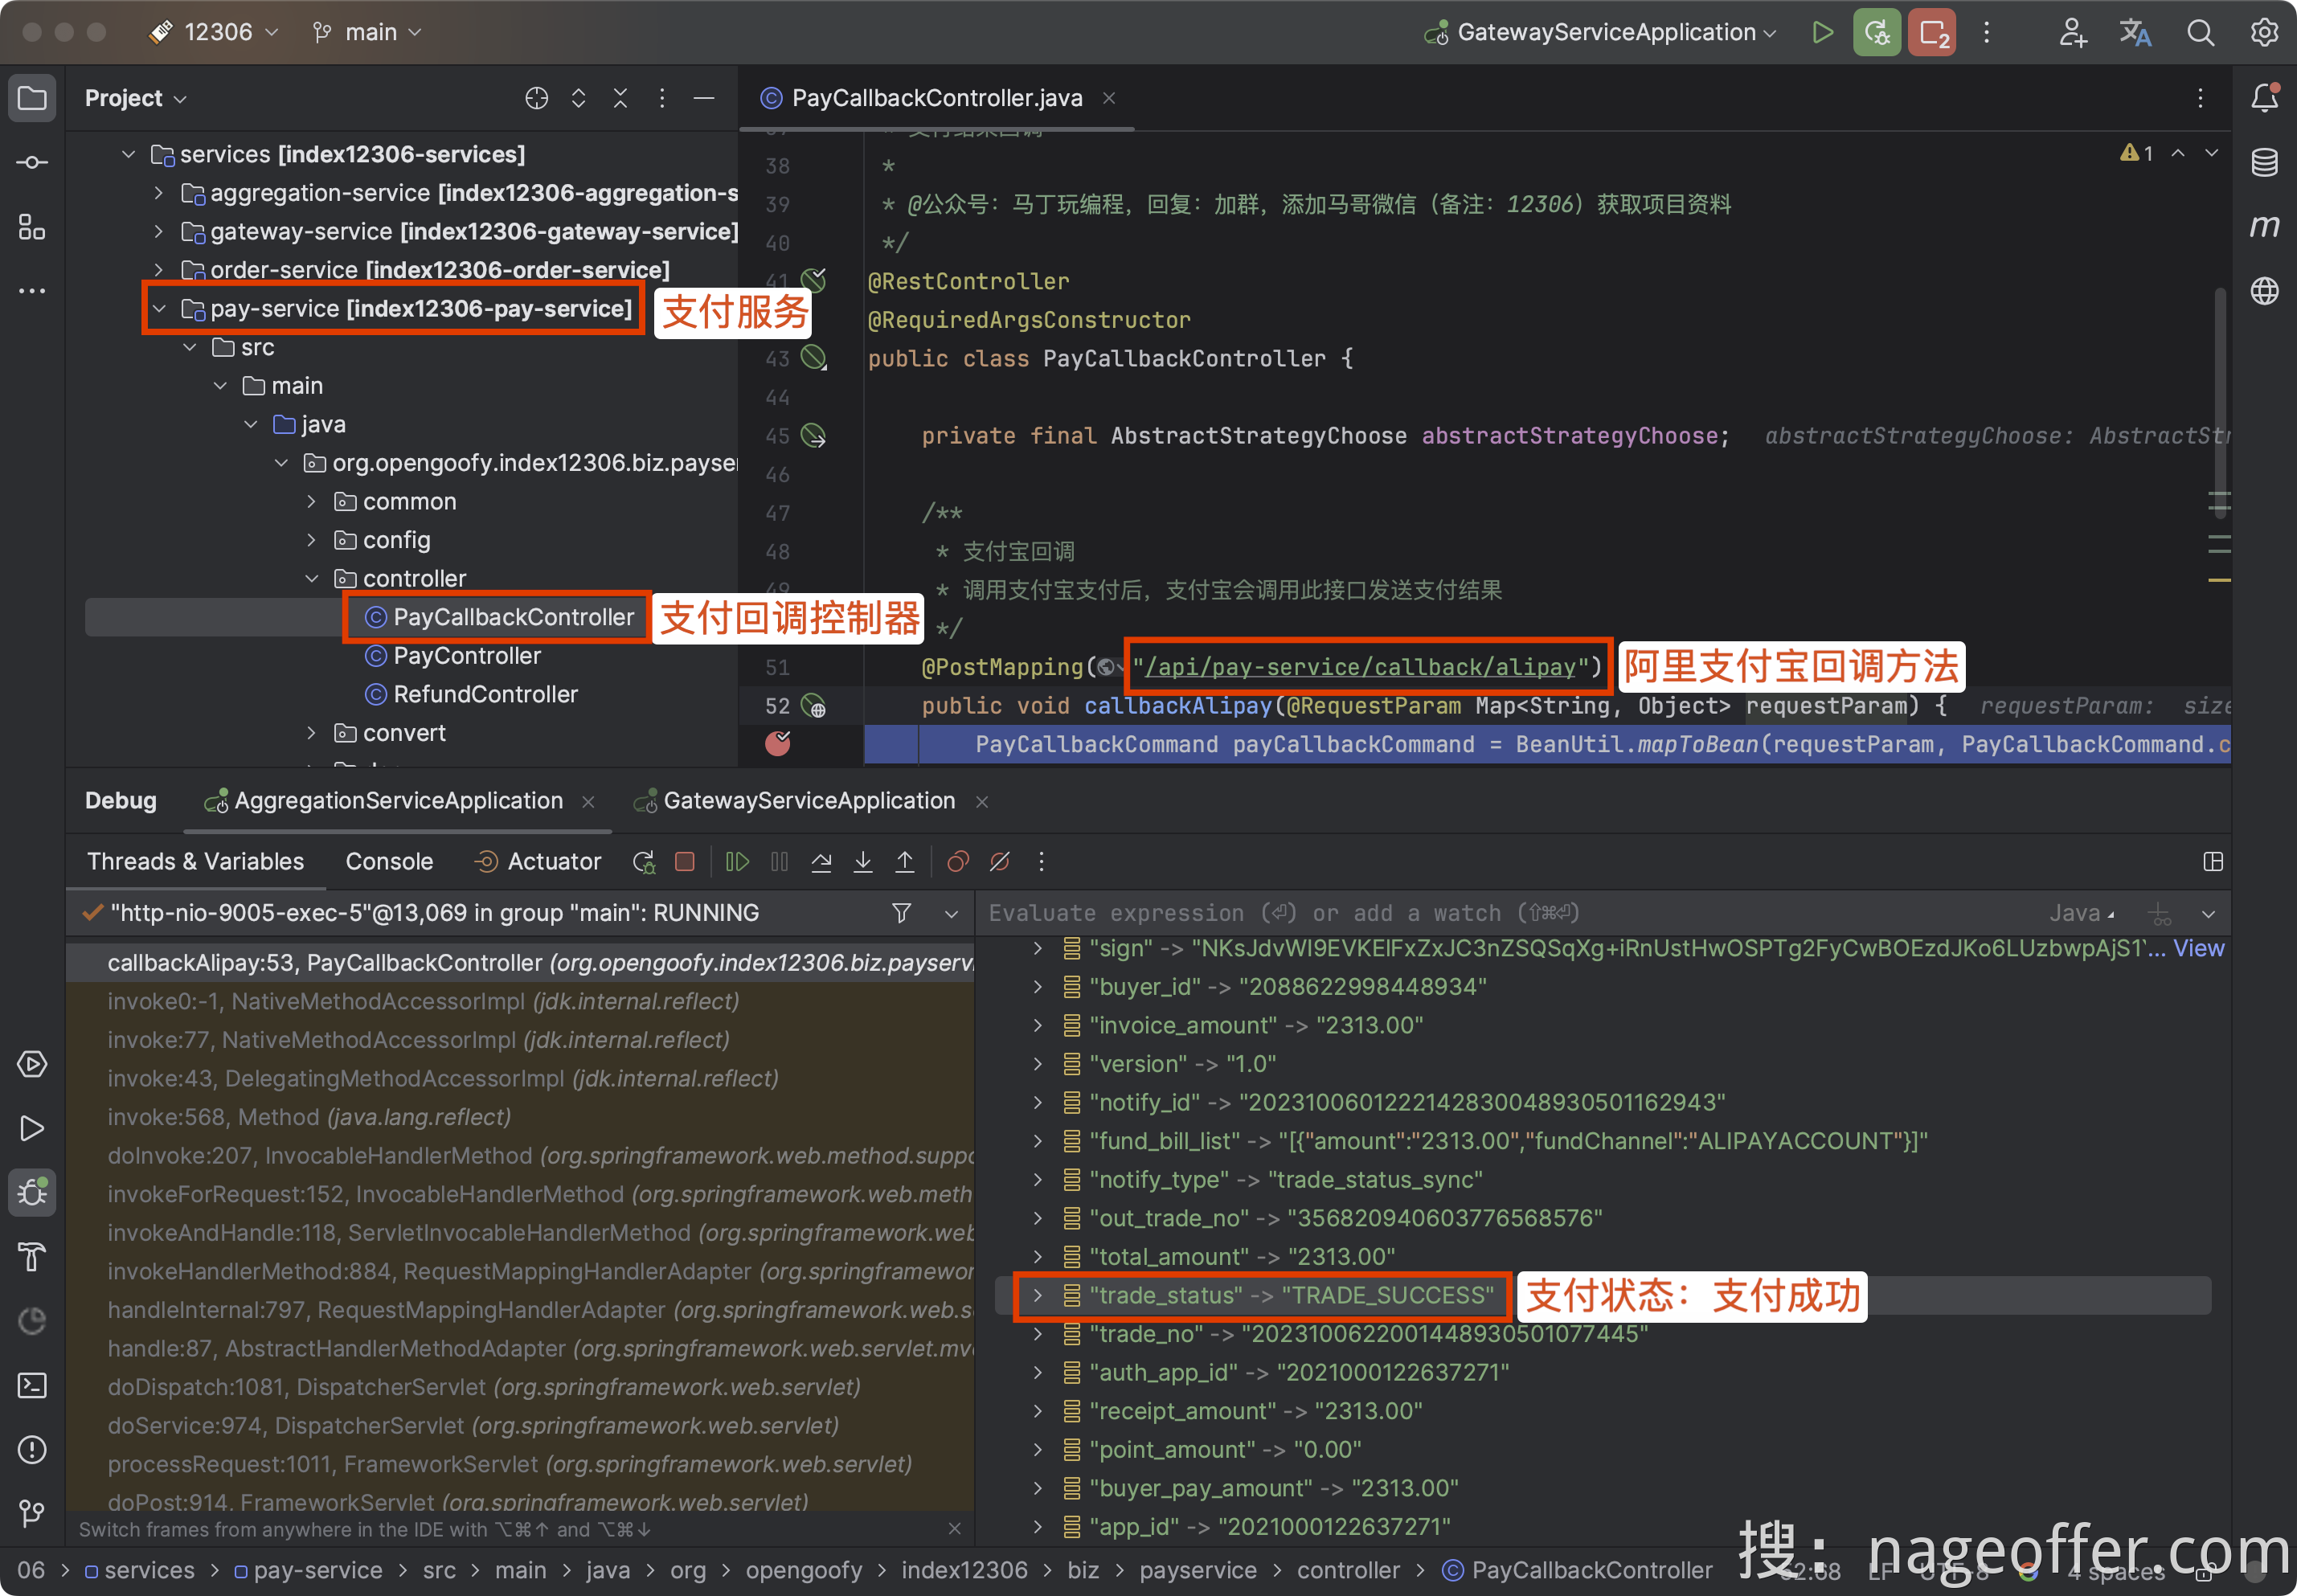 12306
main
GatewayServiceApplication
2
Project
services [index12306-services]
aggregation-service [index12306-aggregation-s
gateway-service [index12306-gateway-service]
order-service [index12306-order-service]
pay-service [index12306-pay-service]
支付服务
src
main
java
org.opengoofy.index12306.biz.payser
common
config
controller
PayCallbackController
支付回调控制器
PayController
RefundController
convert
PayCallbackController.java
1
支付结果回调
38 *
39 * @公众号：马丁玩编程，回复：加群，添加马哥微信（备注：12306）获取项目资料
40 */
41 @RestController
@RequiredArgsConstructor
43 public class PayCallbackController {
44
45 private final AbstractStrategyChoose abstractStrategyChoose; abstractStrategyChoose: AbstractStr
46
47 /**
48 * 支付宝回调
49 * 调用支付宝支付后，支付宝会调用此接口发送支付结果
*/
51 @PostMapping("/api/pay-service/callback/alipay")
阿里支付宝回调方法
52 public void callbackAlipay(@RequestParam Map<String, Object> requestParam) { requestParam: size
PayCallbackCommand payCallbackCommand = BeanUtil.mapToBean(requestParam, PayCallbackCommand.c
Debug
AggregationServiceApplication
GatewayServiceApplication
Threads & Variables
Console
Actuator
"http-nio-9005-exec-5"@13,069 in group "main": RUNNING
callbackAlipay:53, PayCallbackController (org.opengoofy.index12306.biz.payserv
invoke0:-1, NativeMethodAccessorImpl (jdk.internal.reflect)
invoke:77, NativeMethodAccessorImpl (jdk.internal.reflect)
invoke:43, DelegatingMethodAccessorImpl (jdk.internal.reflect)
invoke:568, Method (java.lang.reflect)
doInvoke:207, InvocableHandlerMethod (org.springframework.web.method.suppo
invokeForRequest:152, InvocableHandlerMethod (org.springframework.web.meth
invokeAndHandle:118, ServletInvocableHandlerMethod (org.springframework.web
invokeHandlerMethod:884, RequestMappingHandlerAdapter (org.springframewor
handleInternal:797, RequestMappingHandlerAdapter (org.springframework.web.s
handle:87, AbstractHandlerMethodAdapter (org.springframework.web.servlet.mv
doDispatch:1081, DispatcherServlet (org.springframework.web.servlet)
doService:974, DispatcherServlet (org.springframework.web.servlet)
processRequest:1011, FrameworkServlet (org.springframework.web.servlet)
doPost:914, FrameworkServlet (org.springframework.web.servlet)
Switch frames from anywhere in the IDE with ⌥⌘↑ and ⌥⌘↓
Evaluate expression (⏎) or add a watch (⇧⌘⏎)
Java
"sign" -> "NKsJdvWI9EVKElFxZxJC3nZSQSqXg+iRnUstHwOSPTg2FyCwBOEzdJKo6LUzbwpAjS1Y... View
"buyer_id" -> "2088622998448934"
"invoice_amount" -> "2313.00"
"version" -> "1.0"
"notify_id" -> "2023100601222142830048930501162943"
"fund_bill_list" -> "[{"amount":"2313.00","fundChannel":"ALIPAYACCOUNT"}]"
"notify_type" -> "trade_status_sync"
"out_trade_no" -> "356820940603776568576"
"total_amount" -> "2313.00"
"trade_status" -> "TRADE_SUCCESS"
支付状态：支付成功
"trade_no" -> "2023100622001448930501077445"
"auth_app_id" -> "2021000122637271"
"receipt_amount" -> "2313.00"
"point_amount" -> "0.00"
"buyer_pay_amount" -> "2313.00"
"app_id" -> "2021000122637271"
搜：nageoffer.com
06 > services > pay-service > src > main > java > org > opengoofy > index12306 > biz > payservice > controller > PayCallbackController
52:68 LF UTF-8 4 spaces